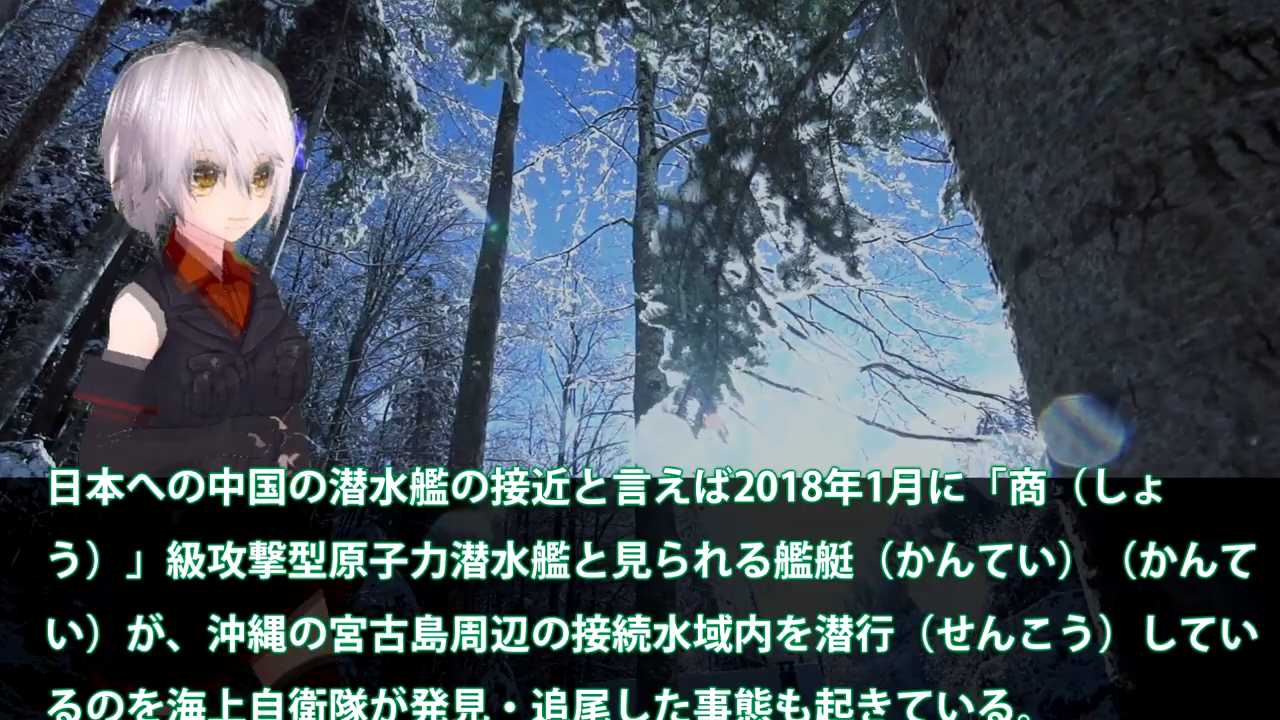 日本への中国の潜水艦の接近と言えば2018年1月に「商（しょ
う）」級攻撃型原子力潜水艦と見られる艦艇（かんてい）（かんて
い）が、沖縄の宮古島周辺の接続水域内を潜行（せんこう）してい
るのを海上自衛隊が発見・追尾した事態も起きている。